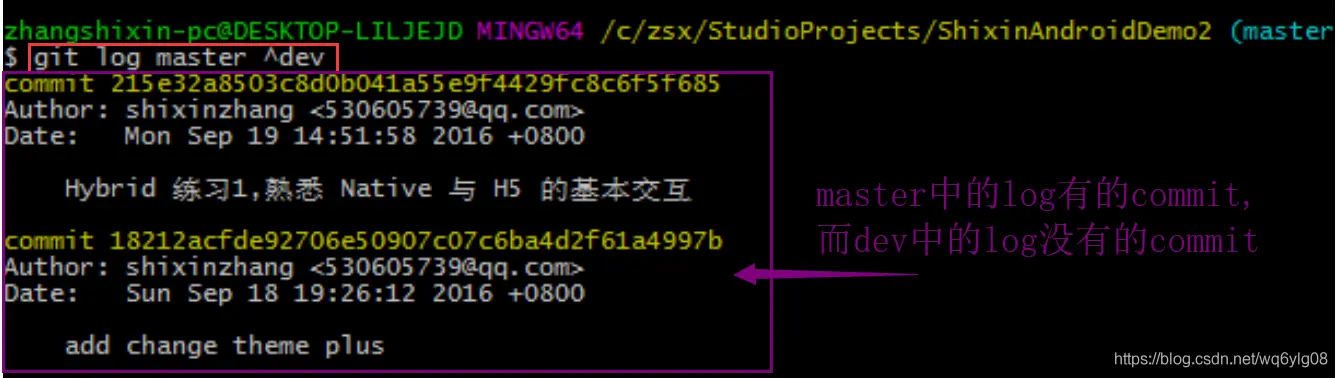 zhangshixin-pc@DESKTOP-LILJEJD MINGW64 /c/zsx/StudioProjects/ShixinAndroidDemo2 (master
$ git log master ^dev
commit 215e32a8503c8d0b041a55e9f4429fc8c6f5f685
Author: shixinzhang <530605739@qq.com>
Date:   Mon Sep 19 14:51:58 2016 +0800
Hybrid 练习1,熟悉 Native 与 H5 的基本交互
commit 18212acfde92706e50907c07c6ba4d2f61a4997b
Author: shixinzhang <530605739@qq.com>
Date:   Sun Sep 18 19:26:12 2016 +0800
add change theme plus
master中的log有的commit,
而dev中的log没有的commit
https://blog.csdn.net/wq6ylg08